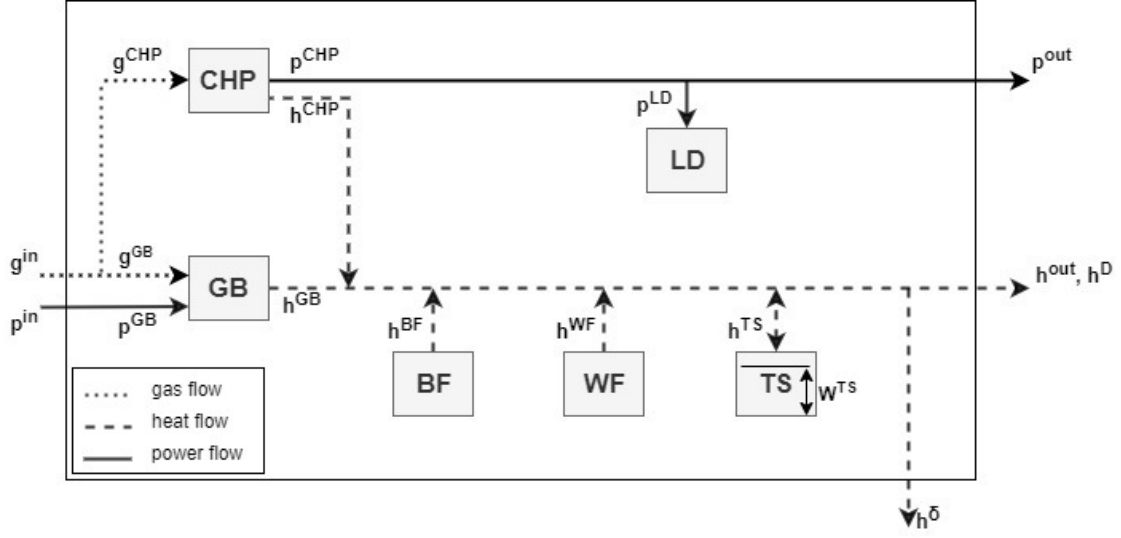 g^CHP
CHP
p^CHP
p^out
h^CHP
p^LD
LD
g^in
g^GB
GB
h^GB
h^out, h^D
p^in
p^GB
h^BF
h^WF
h^TS
BF
WF
TS
w^TS
gas flow
heat flow
power flow
h^δ